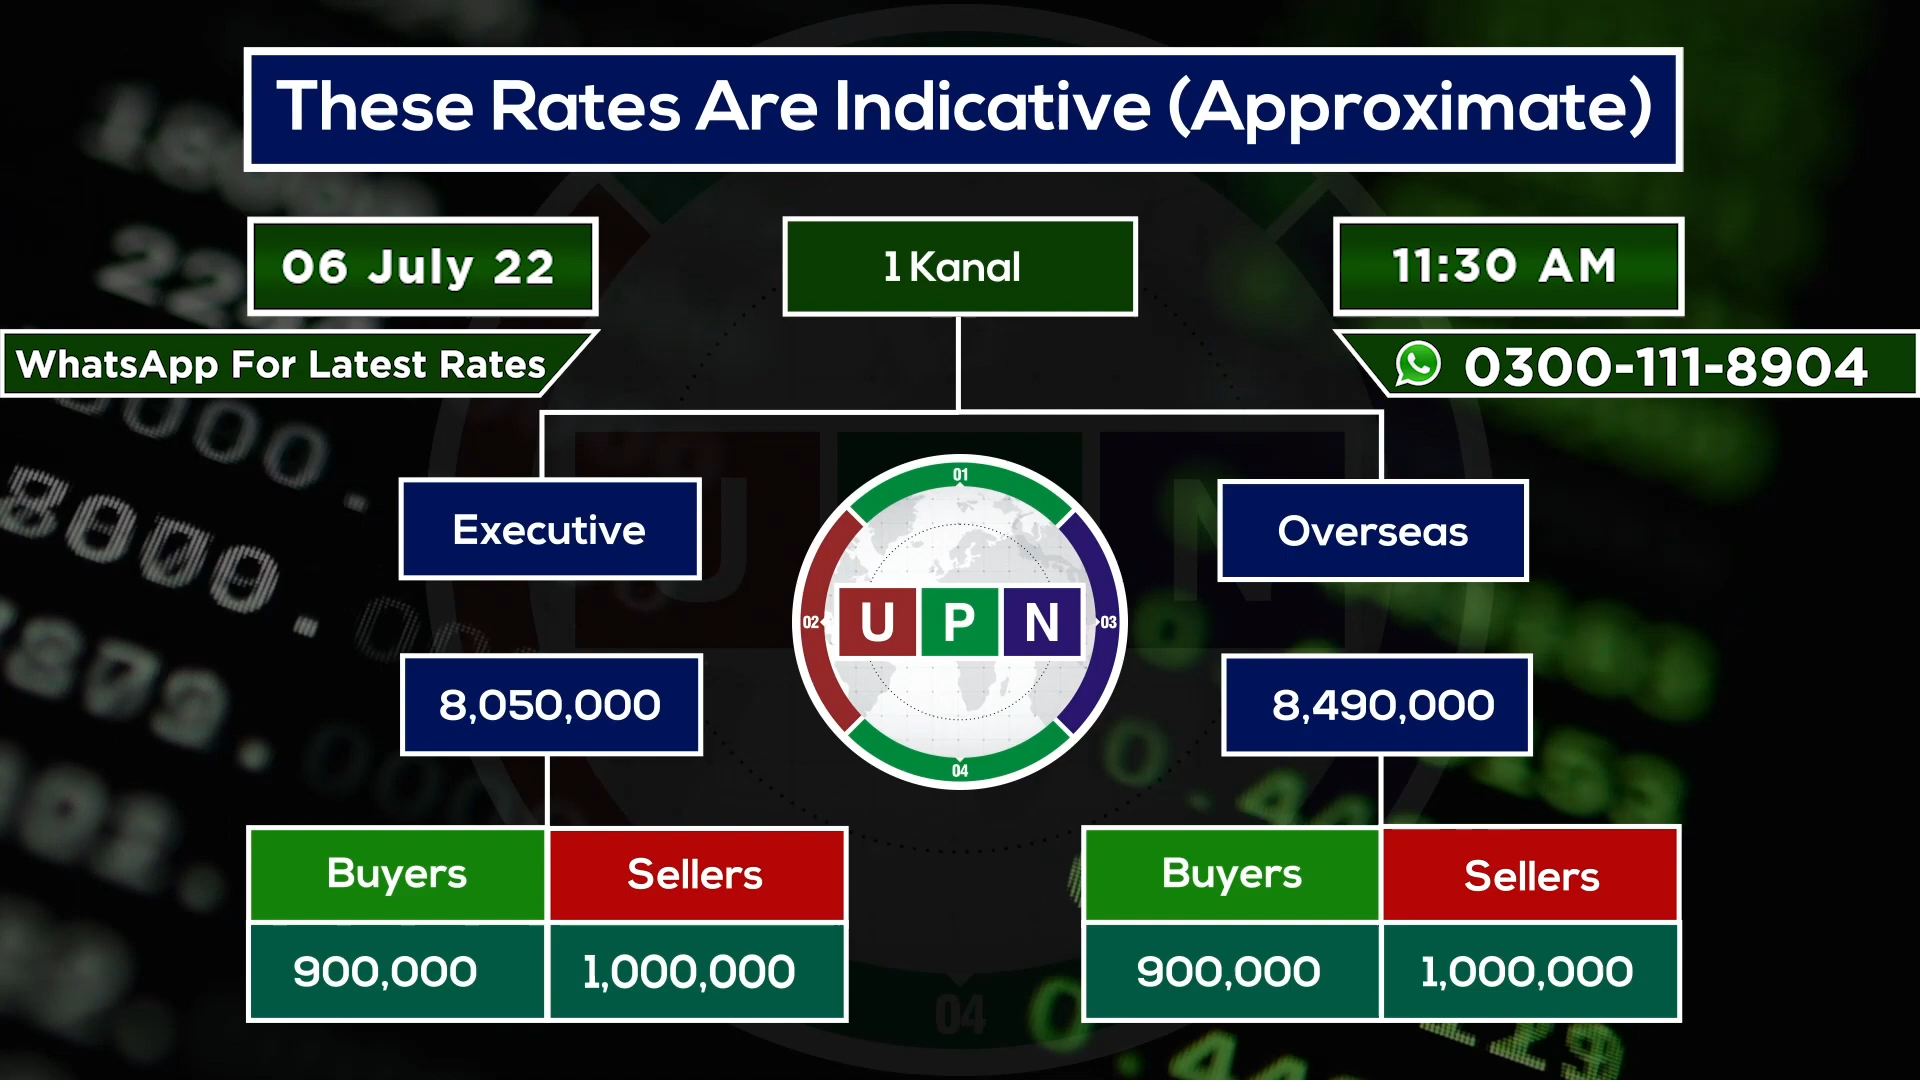 These Rates Are Indicative (Approximate)
06 July 22
1 Kanal
11:30 AM
WhatsApp For Latest Rates
0300-111-8904
Executive
Overseas
01
02
U P N
03
04
8,050,000
8,490,000
Buyers
Sellers
Buyers
Sellers
900,000
1,000,000
900,000
1,000,000
04